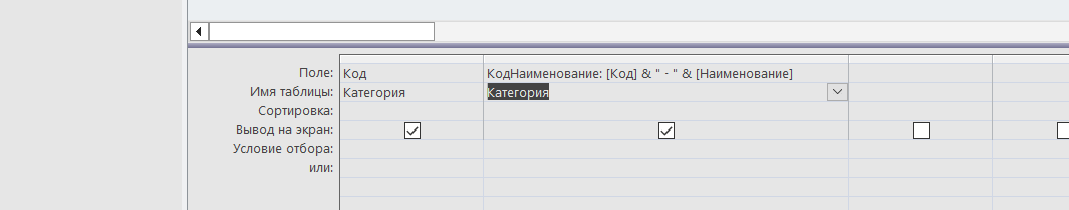 Поле: Код КодНаименование: [Код] & " - " & [Наименование]
Имя таблицы: Категория Категория
Сортировка:
Вывод на экран:
Условие отбора:
или: